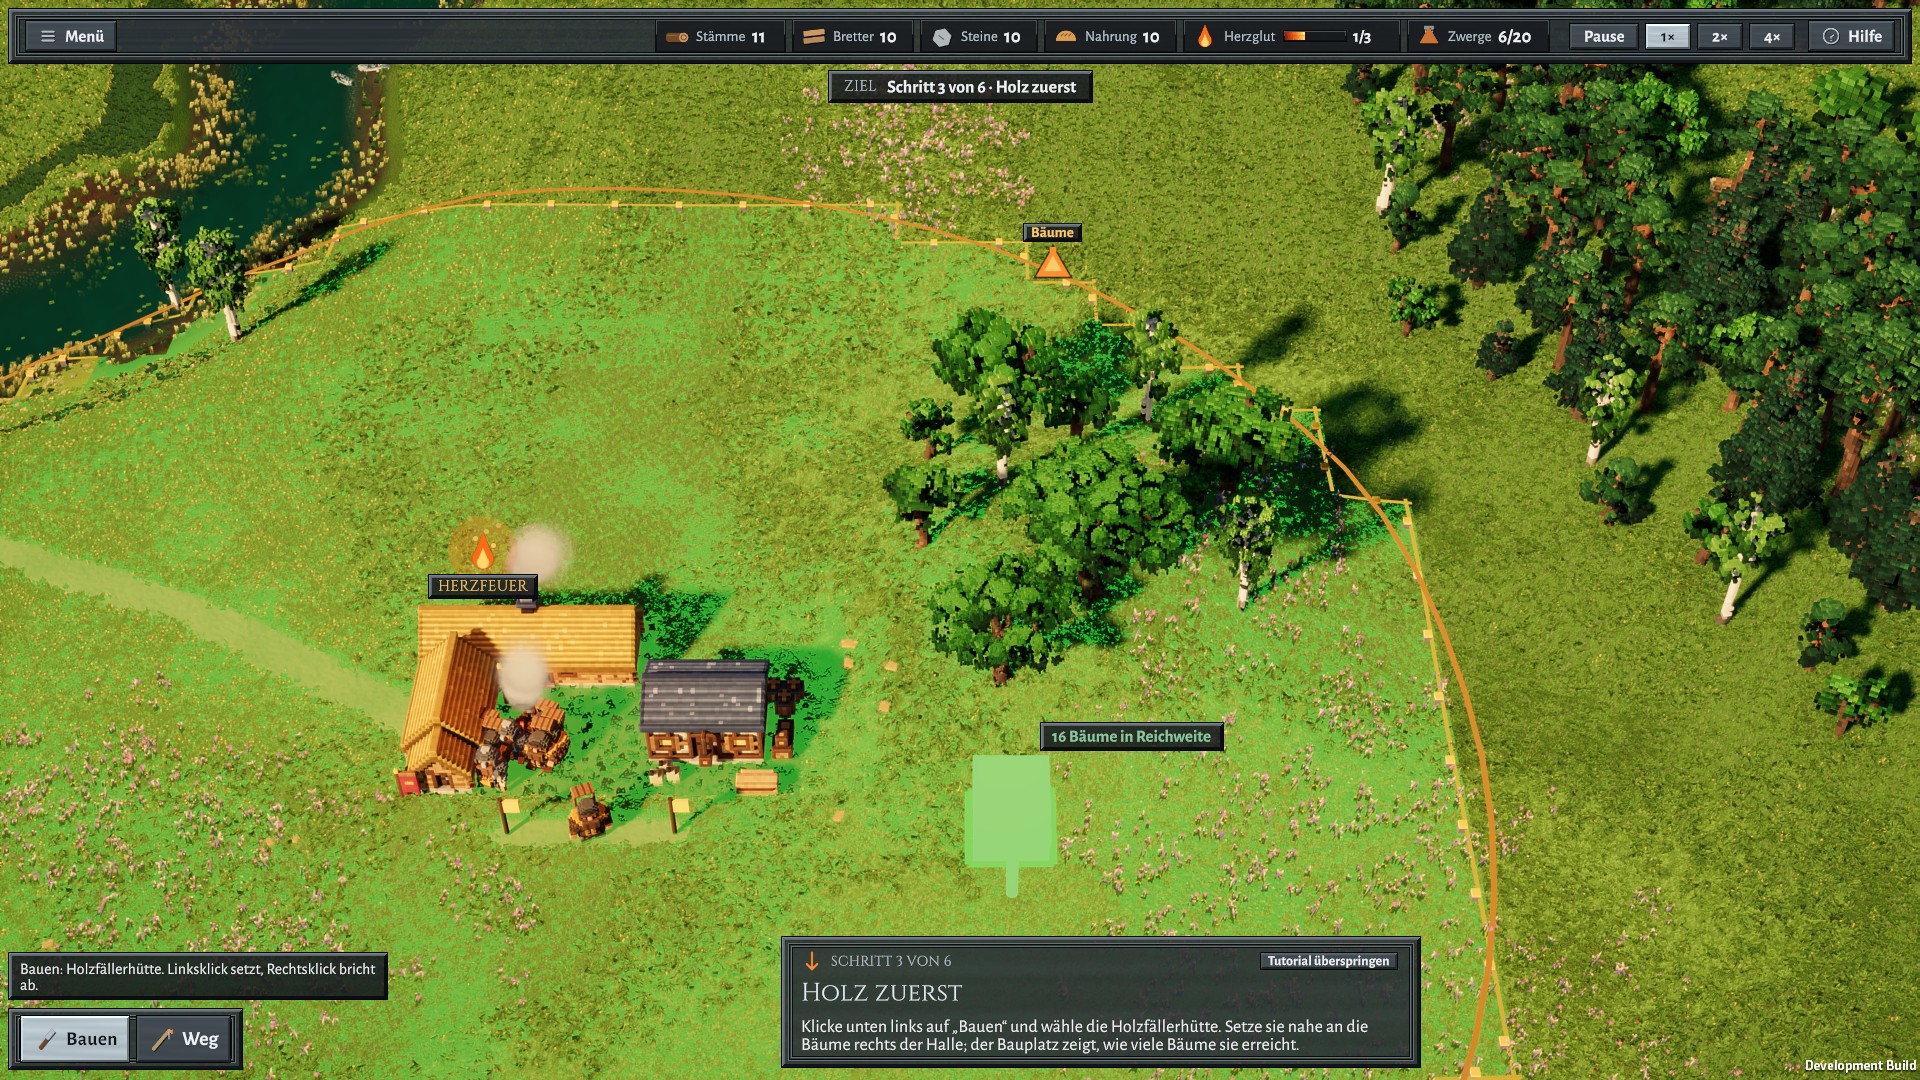 Menü
Stämme 11
Bretter 10
Steine 10
Nahrung 10
Herzglut 1/3
Zwerge 6/20
Pause
1×
2×
4×
Hilfe
ZIEL Schritt 3 von 6 · Holz zuerst
Bäume
HERZFEUER
16 Bäume in Reichweite
Bauen: Holzfällerhütte. Linksklick setzt, Rechtsklick bricht
ab.
Bauen
Weg
SCHRITT 3 VON 6
Tutorial überspringen
HOLZ ZUERST
Klicke unten links auf „Bauen“ und wähle die Holzfällerhütte. Setze sie nahe an die
Bäume rechts der Halle; der Bauplatz zeigt, wie viele Bäume sie erreicht.
Development Build